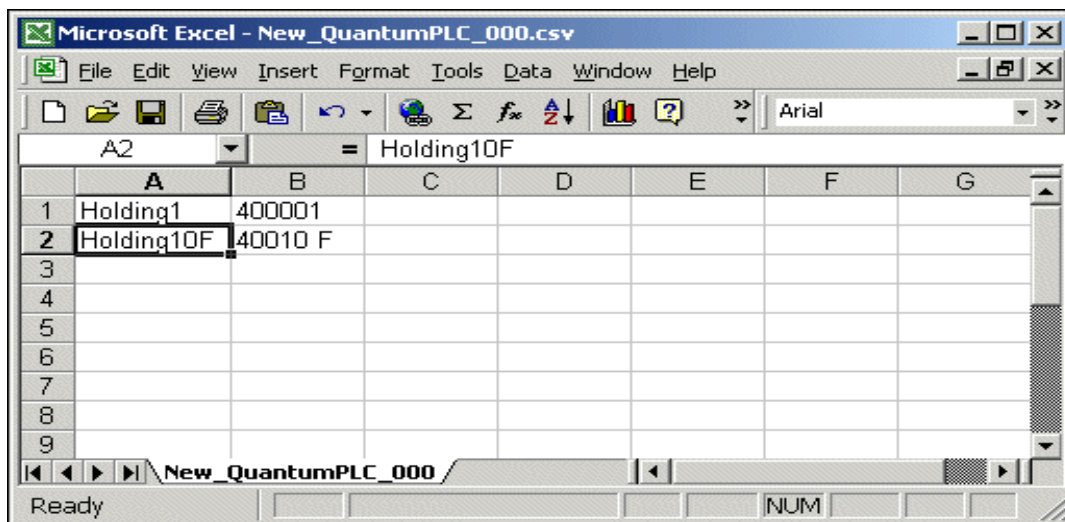 Microsoft Excel - New_QuantumPLC_000.csv
File Edit View Insert Format Tools Data Window Help
Σ fx A Z Arial
A2 = Holding10F
A B C D E F G
1 Holding1 400001
2 Holding10F 40010 F
3
4
5
6
7
8
9
New_QuantumPLC_000
Ready NUM